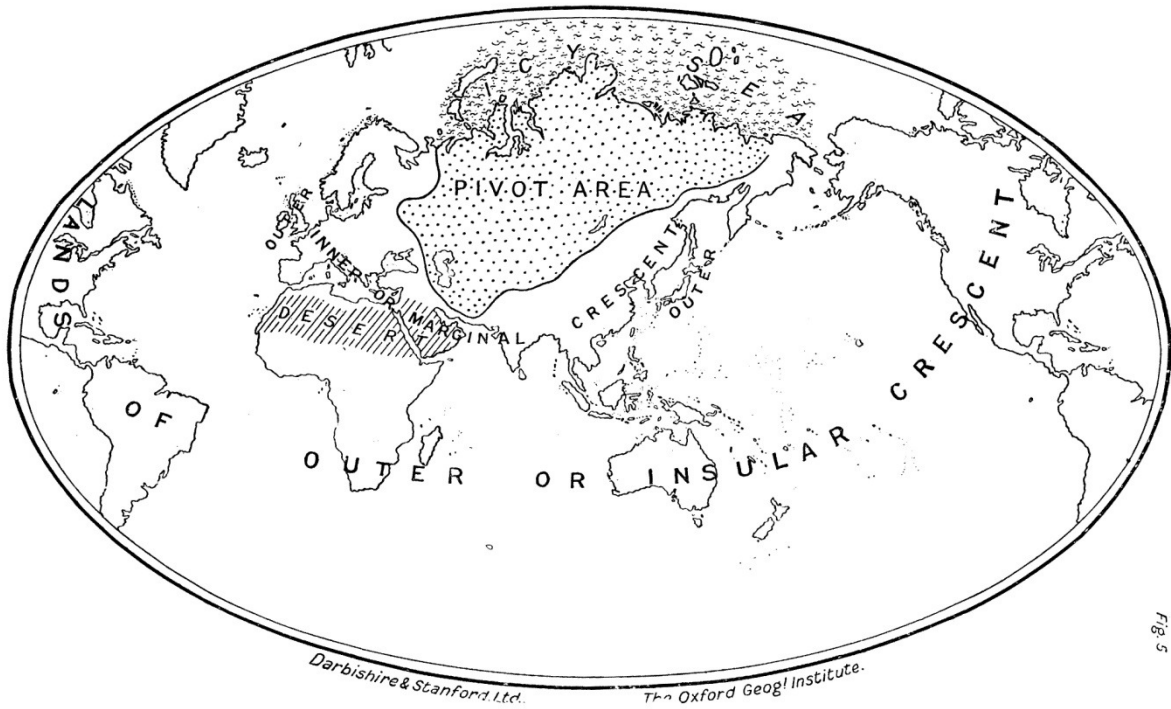 ICY SEA
PIVOT AREA
LANDS
OF
OUTER
INNER OR MARGINAL
CRESCENT
OUTER
DESERT
OUTER OR INSULAR CRESCENT
Fig. 5
Darbishire & Stanford, Ltd.
The Oxford Geogl. Institute.